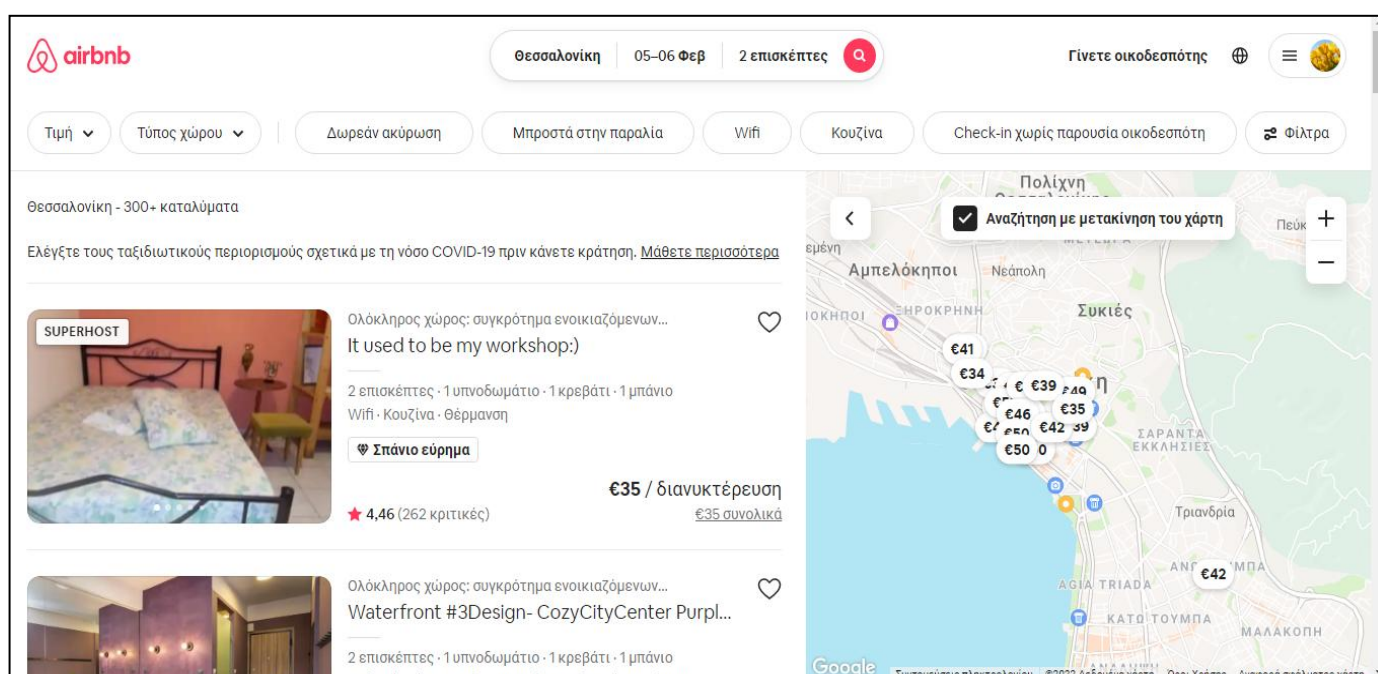 airbnb
Θεσσαλονίκη 05–06 Φεβ 2 επισκέπτες
Γίνετε οικοδεσπότης
Τιμή Τύπος χώρου Δωρεάν ακύρωση Μπροστά στην παραλία Wifi Κουζίνα Check-in χωρίς παρουσία οικοδεσπότη Φίλτρα
Θεσσαλονίκη - 300+ καταλύματα
Ελέγξτε τους ταξιδιωτικούς περιορισμούς σχετικά με τη νόσο COVID-19 πριν κάνετε κράτηση. Μάθετε περισσότερα
SUPERHOST
Ολόκληρος χώρος: συγκρότημα ενοικιαζόμενων...
It used to be my workshop:)
2 επισκέπτες · 1 υπνοδωμάτιο · 1 κρεβάτι · 1 μπάνιο
Wifi · Κουζίνα · Θέρμανση
Σπάνιο εύρημα
€35 / διανυκτέρευση
4,46 (262 κριτικές)
€35 συνολικά
Ολόκληρος χώρος: συγκρότημα ενοικιαζόμενων...
Waterfront #3Design- CozyCityCenter Purpl...
2 επισκέπτες · 1 υπνοδωμάτιο · 1 κρεβάτι · 1 μπάνιο
Πολίχνη
Αναζήτηση με μετακίνηση του χάρτη
Αμπελόκηποι
Νεάπολη
Συκιές
ΞΗΡΟΚΡΗΝΗ
€41
€34
€39
€49
€46
€35
€42
39
€50
€50
ΣΑΡΑΝΤΑ
ΕΚΚΛΗΣΙΕΣ
Τριανδρία
€42
AGIA TRIADA
ΚΑΤΩ ΤΟΥΜΠΑ
ΜΑΛΑΚΟΠΗ
Google